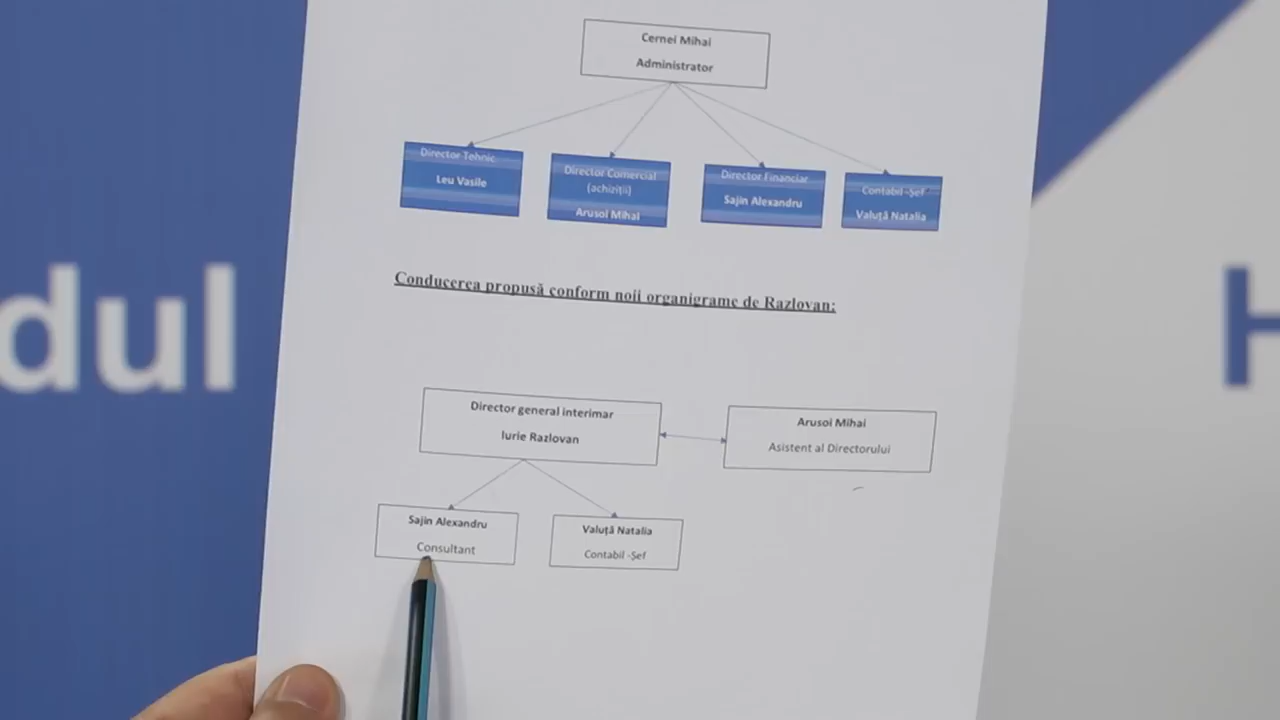 Cernei Mihai
Administrator
Director Tehnic
Leu Vasile
Director Comercial
(achiziții)
Arusoi Mihai
Director Financiar
Sajin Alexandru
Contabil -Șef
Valuță Natalia
Conducerea propusă conform noii organigrame de Razlovan:
Director general interimar
Iurie Razlovan
Arusoi Mihai
Asistent al Directorului
Sajin Alexandru
Consultant
Valuță Natalia
Contabil -Șef
dul
H